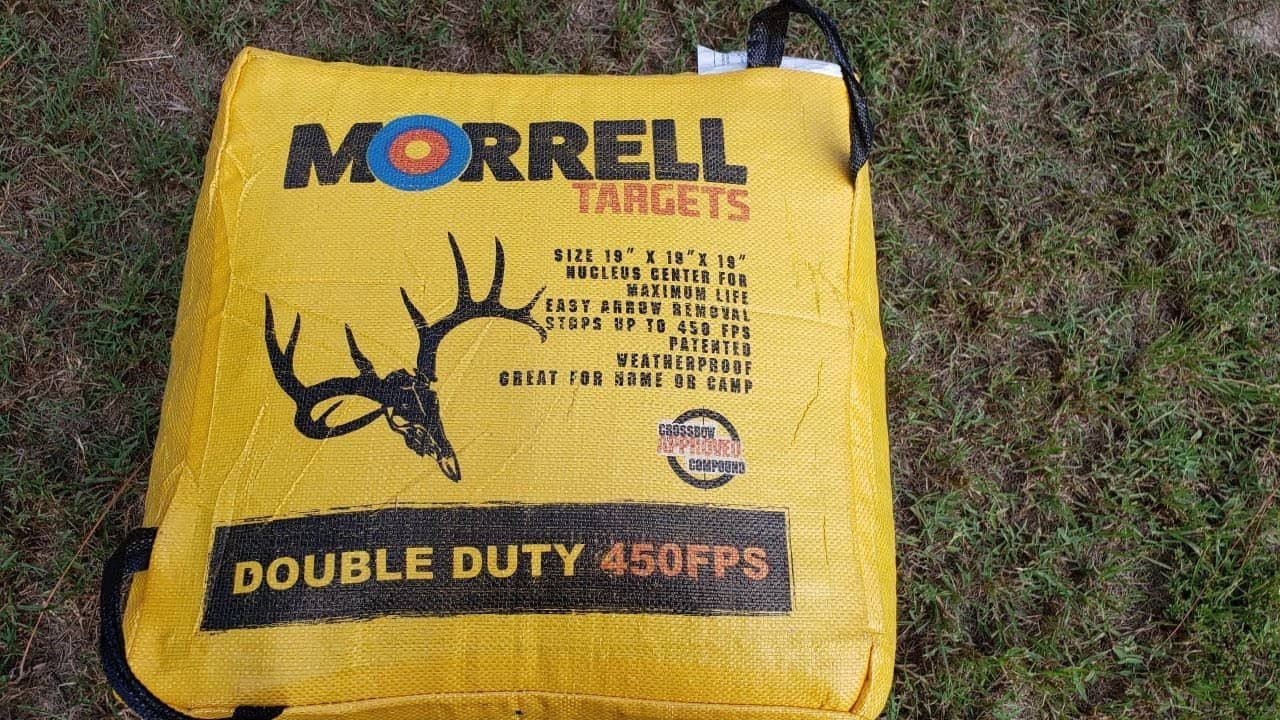 MORRELL
TARGETS
SIZE 19" X 19" X 19"
NUCLEUS CENTER FOR
MAXIMUM LIFE
EASY ARROW REMOVAL
STOPS UP TO 450 FPS
PATENTED
WEATHERPROOF
GREAT FOR HOME OR CAMP
CROSSBOW
APPROVED
COMPOUND
DOUBLE DUTY 450FPS